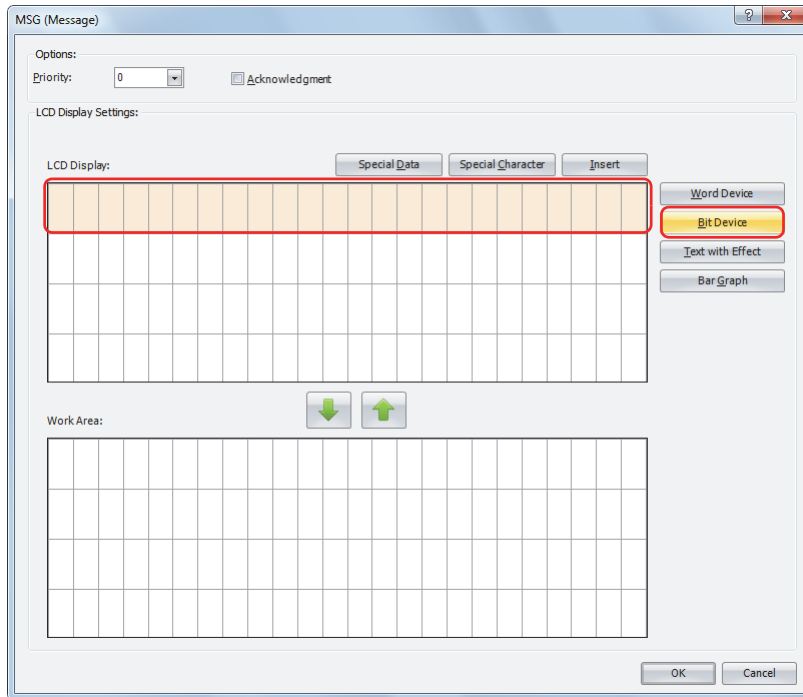 MSG (Message)
Options:
Priority: 0 Acknowledgment
LCD Display Settings:
LCD Display: Special Data Special Character Insert
Word Device
Bit Device
Text with Effect
Bar Graph
Work Area:
OK Cancel